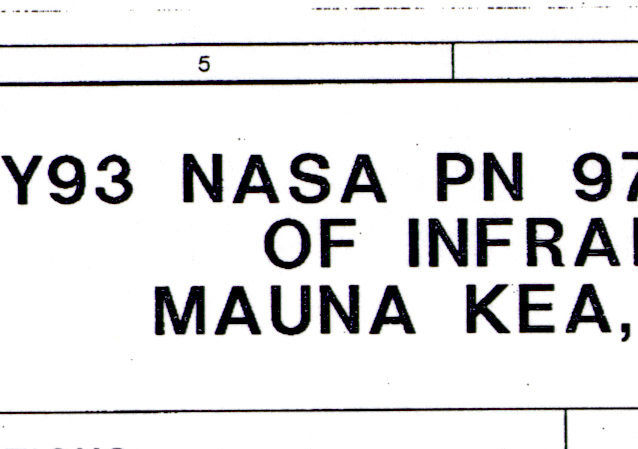 5
Y93 NASA PN 97
OF INFRA
MAUNA KEA,